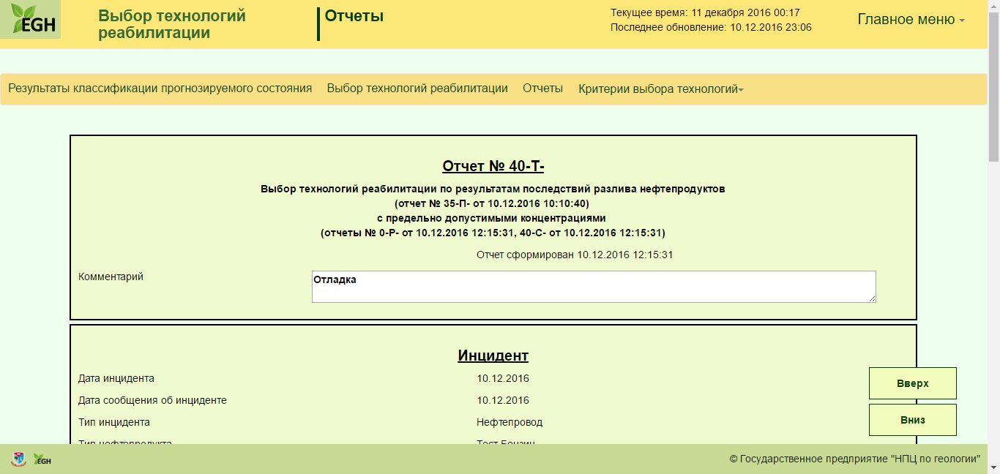 EGH
Выбор технологий
реабилитации
Отчеты
Текущее время: 11 декабря 2016 00:17
Последнее обновление: 10.12.2016 23:06
Главное меню
Результаты классификации прогнозируемого состояния Выбор технологий реабилитации Отчеты Критерии выбора технологий
Отчет № 40-Т-
Выбор технологий реабилитации по результатам последствий разлива нефтепродуктов
(отчет № 35-П- от 10.12.2016 10:10:40)
с предельно допустимыми концентрациями
(отчеты № 0-Р- от 10.12.2016 12:15:31, 40-С- от 10.12.2016 12:15:31)
Отчет сформирован 10.12.2016 12:15:31
Комментарий Отладка
Инцидент
Дата инцидента 10.12.2016
Дата сообщения об инциденте 10.12.2016
Тип инцидента Нефтепровод
Тип нефтепродукта Тест Бензин
Вверх
Вниз
EGH
© Государственное предприятие "НПЦ по геологии"